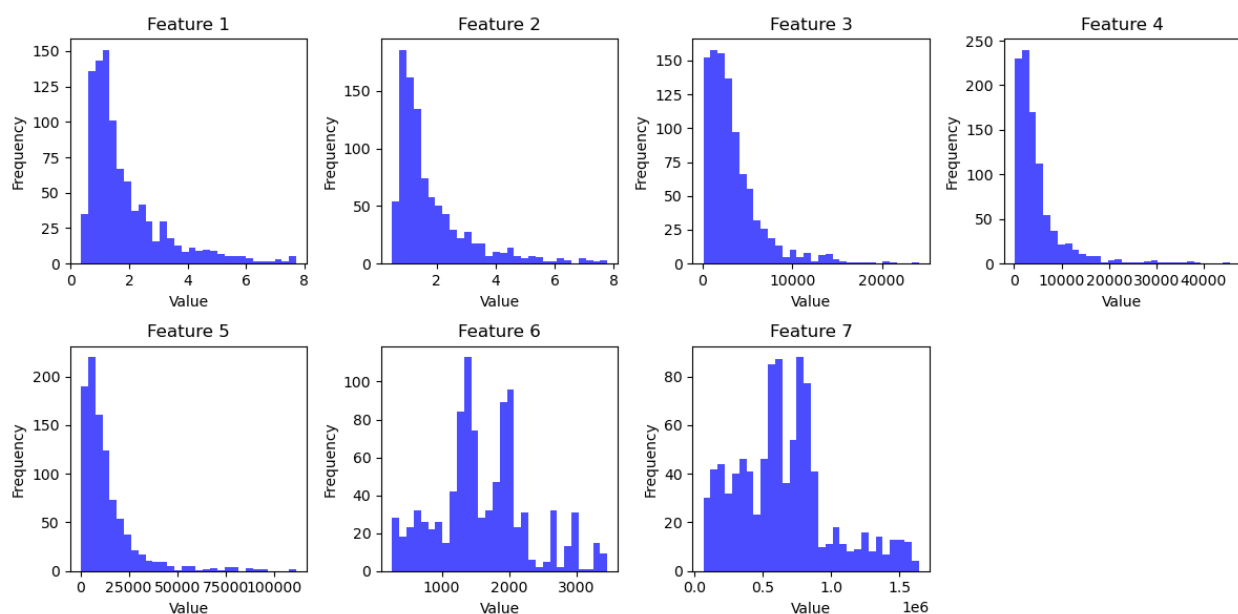 Feature 1
Feature 2
Feature 3
Feature 4
Frequency
150
125
100
75
50
25
0
0 2 4 6 8
Value
Frequency
150
100
50
0
2 4 6 8
Value
Frequency
150
125
100
75
50
25
0
0 10000 20000
Value
Frequency
250
200
150
100
50
0
0 10000 20000 30000 40000
Value
Feature 5
Feature 6
Feature 7
Frequency
200
150
100
50
0
0 25000 50000 75000 100000
Value
Frequency
100
80
60
40
20
0
1000 2000 3000
Value
Frequency
80
60
40
20
0
0.0 0.5 1.0 1.5
1e6
Value